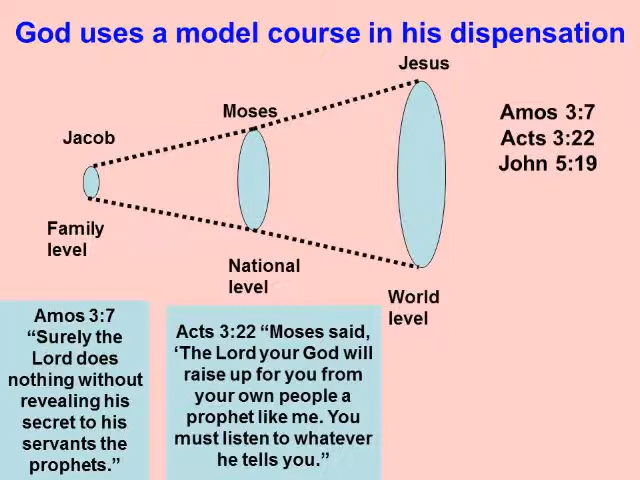 God uses a model course in his dispensation
Jesus
Moses
Jacob
Amos 3:7
Acts 3:22
John 5:19
Family
level
National
level
World
level
Amos 3:7
“Surely the
Lord does
nothing without
revealing his
secret to his
servants the
prophets.”
Acts 3:22 “Moses said,
‘The Lord your God will
raise up for you from
your own people a
prophet like me. You
must listen to whatever
he tells you.”